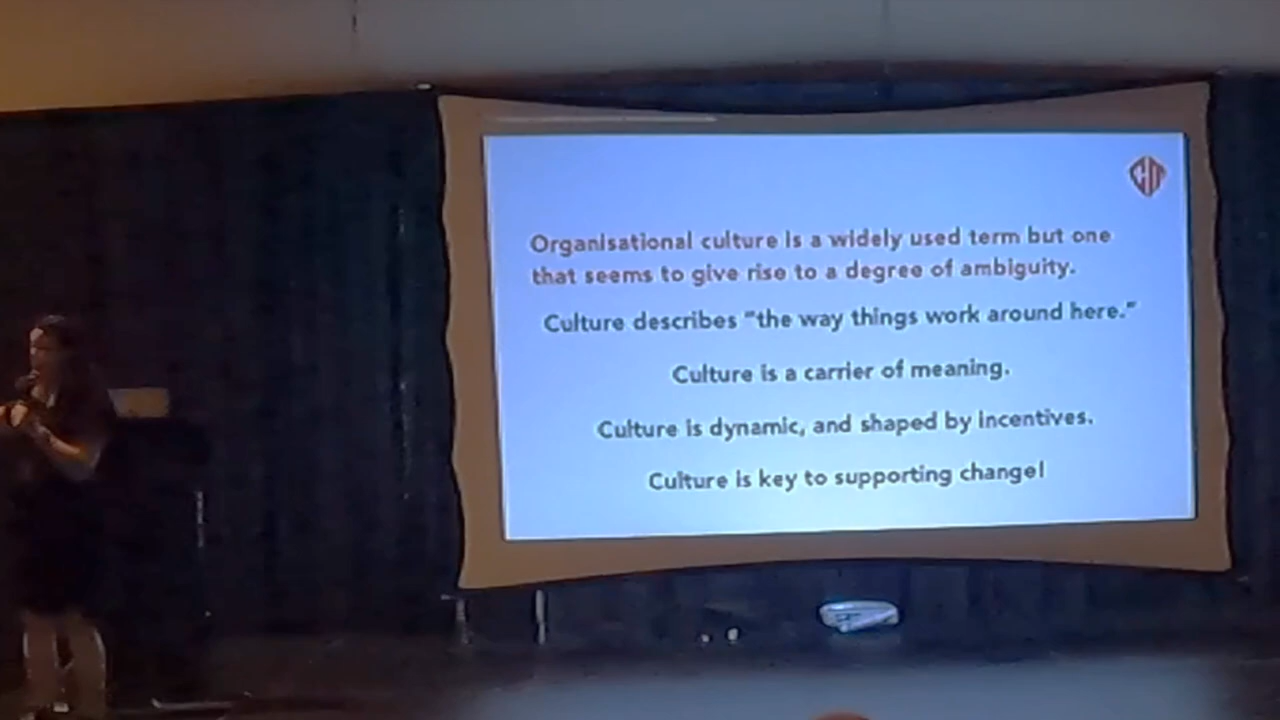 Organisational culture is a widely used term but one
that seems to give rise to a degree of ambiguity.
Culture describes "the way things work around here."
Culture is a carrier of meaning.
Culture is dynamic, and shaped by incentives.
Culture is key to supporting change!